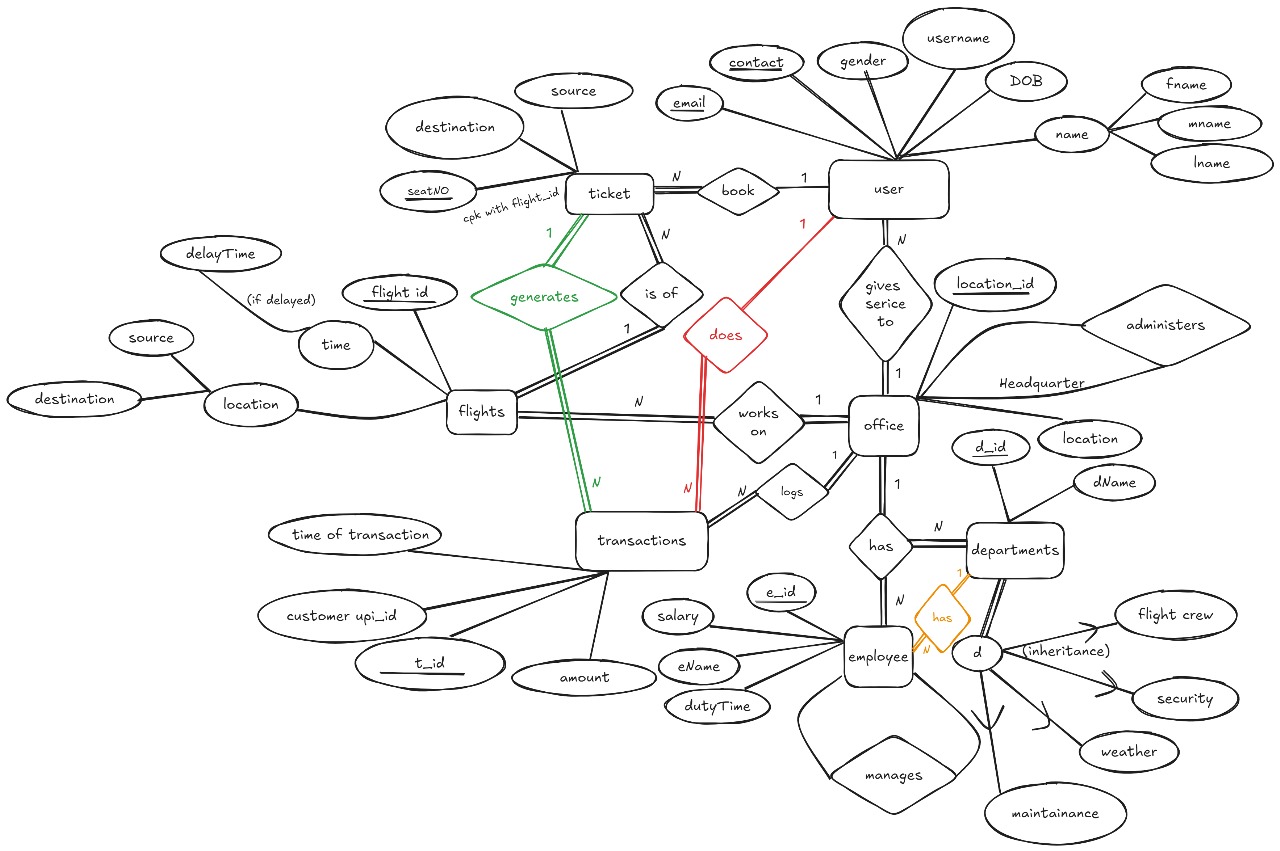 username
contact
gender
DOB
fname
email
source
mname
destination
name
lname
seatNO
ticket
N
book
1
user
cpk with flight_id
1
N
1
N
delayTime
gives
serice
to
location_id
(if delayed)
flight id
generates
is of
administers
1
does
source
time
1
Headquarter
destination
location
flights
N
works
on
1
office
location
d_id
1
N
N
N
logs
1
dName
time of transaction
transactions
has
N
departments
1
e_id
N
has
N
customer upi_id
salary
flight crew
t_id
amount
eName
employee
d
(inheritance)
dutyTime
security
weather
manages
maintainance